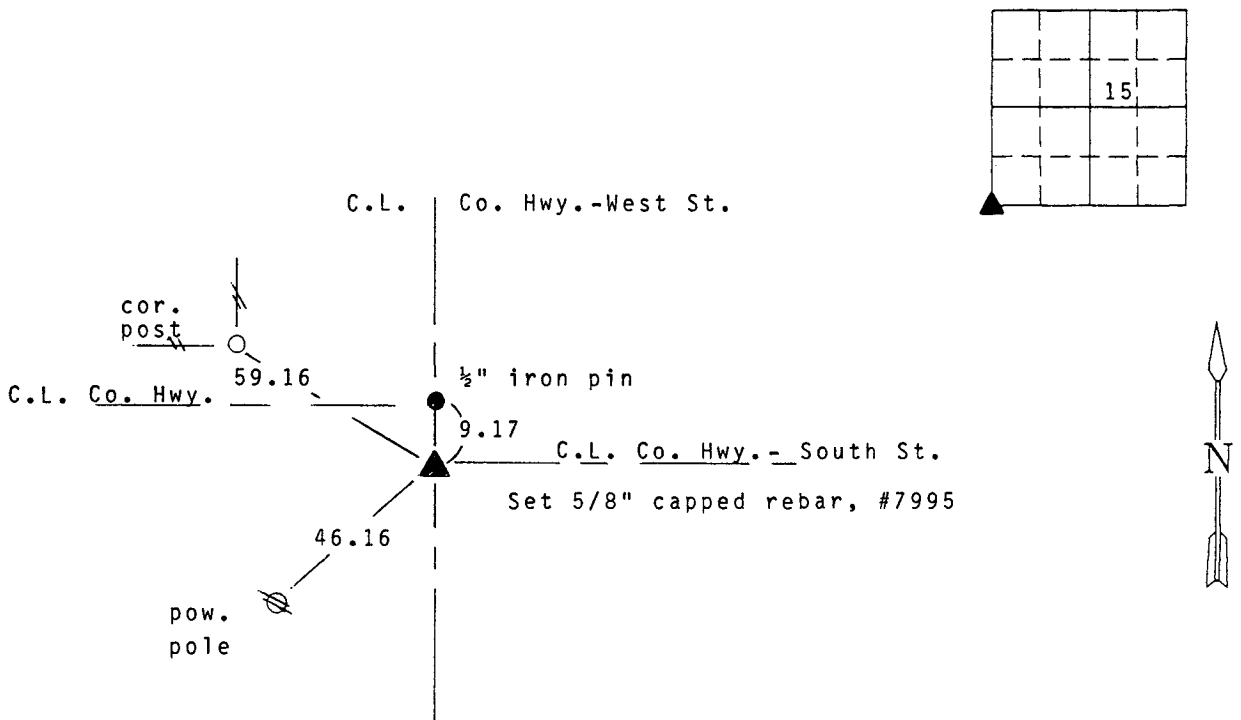 15
C.L. Co. Hwy.-West St.
cor.
post
59.16
½" iron pin
C.L. Co. Hwy.
9.17
C.L. Co. Hwy.- South St.
N
Set 5/8" capped rebar, #7995
46.16
pow.
pole